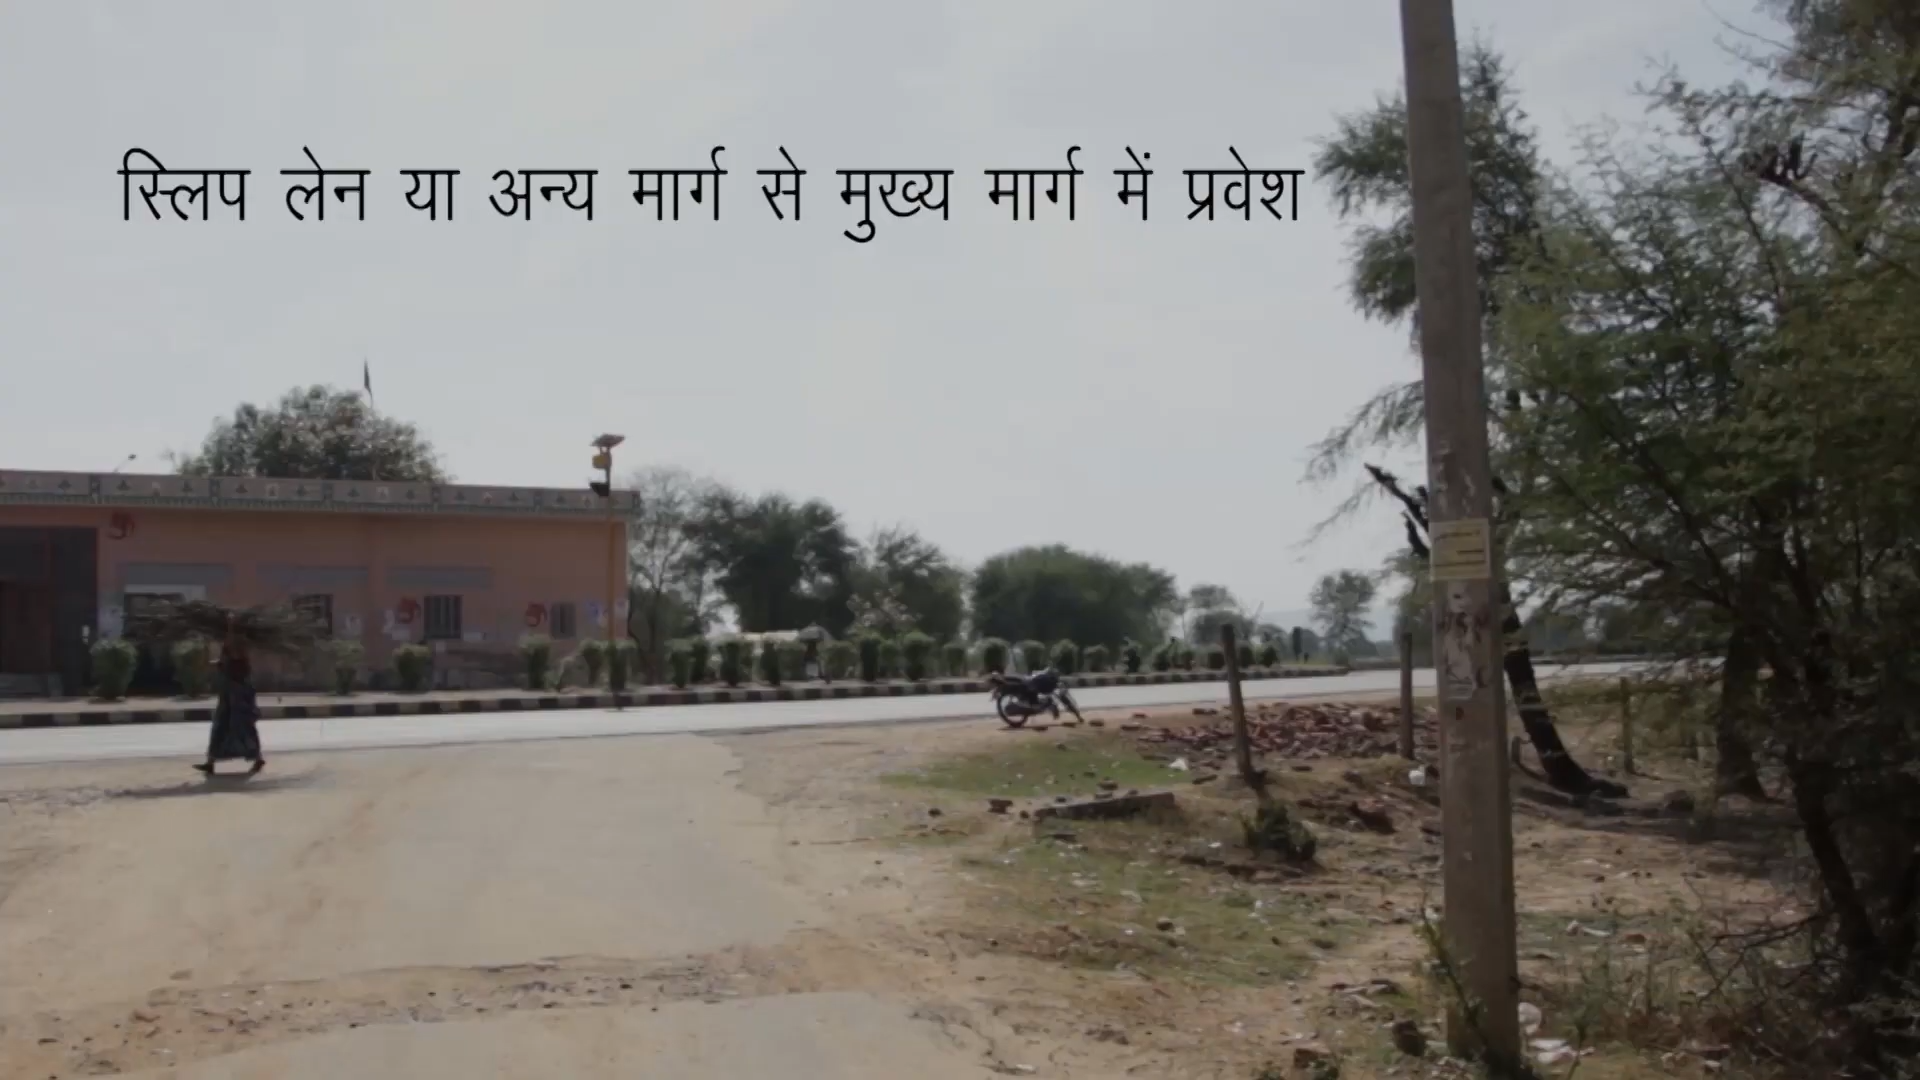 स्लिप लेन या अन्य मार्ग से मुख्य मार्ग में प्रवेश